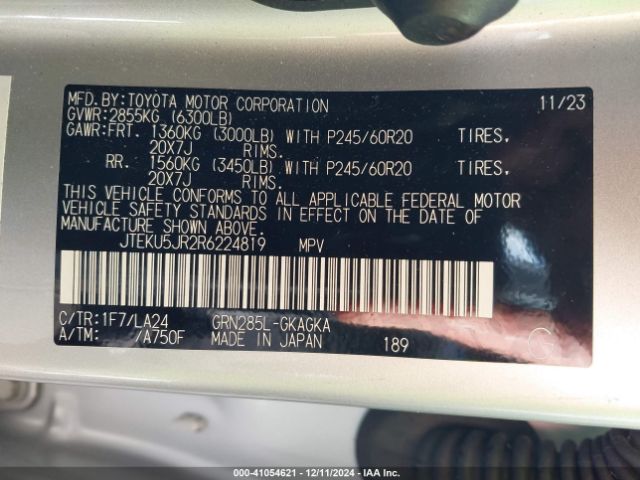 MFD.BY:TOYOTA MOTOR CORPORATION 11/23
GVWR:2855KG (6300LB)
GAWR:FRT. 1360KG (3000LB) WITH P245/60R20 TIRES,
20X7J RIMS.
RR. 1560KG (3450LB) WITH P245/60R20 TIRES,
20X7J RIMS.
THIS VEHICLE CONFORMS TO ALL APPLICABLE FEDERAL MOTOR
VEHICLE SAFETY STANDARDS IN EFFECT ON THE DATE OF
MANUFACTURE SHOWN ABOVE.
JTEKU5JR2R6224819 MPV
C/TR:1F7/LA24 GRN285L-GKAGKA
A/TM: /A750F MADE IN JAPAN 189
G
000-41054621 - 12/11/2024 - IAA Inc.